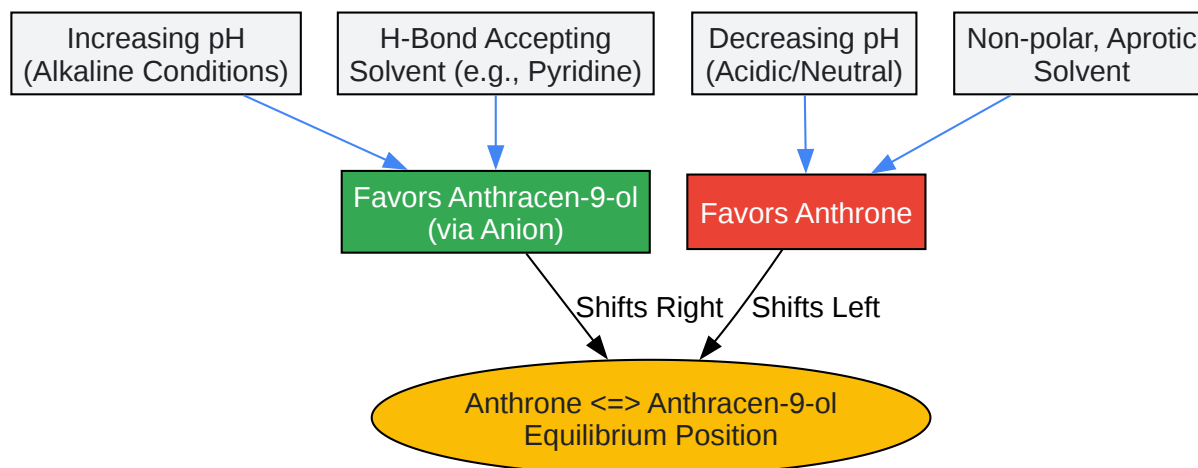 Increasing pH
(Alkaline Conditions)
H-Bond Accepting
Solvent (e.g., Pyridine)
Decreasing pH
(Acidic/Neutral)
Non-polar, Aprotic
Solvent
Favors Anthracen-9-ol
(via Anion)
Favors Anthrone
Shifts Right
Shifts Left
Anthrone <=> Anthracen-9-ol
Equilibrium Position